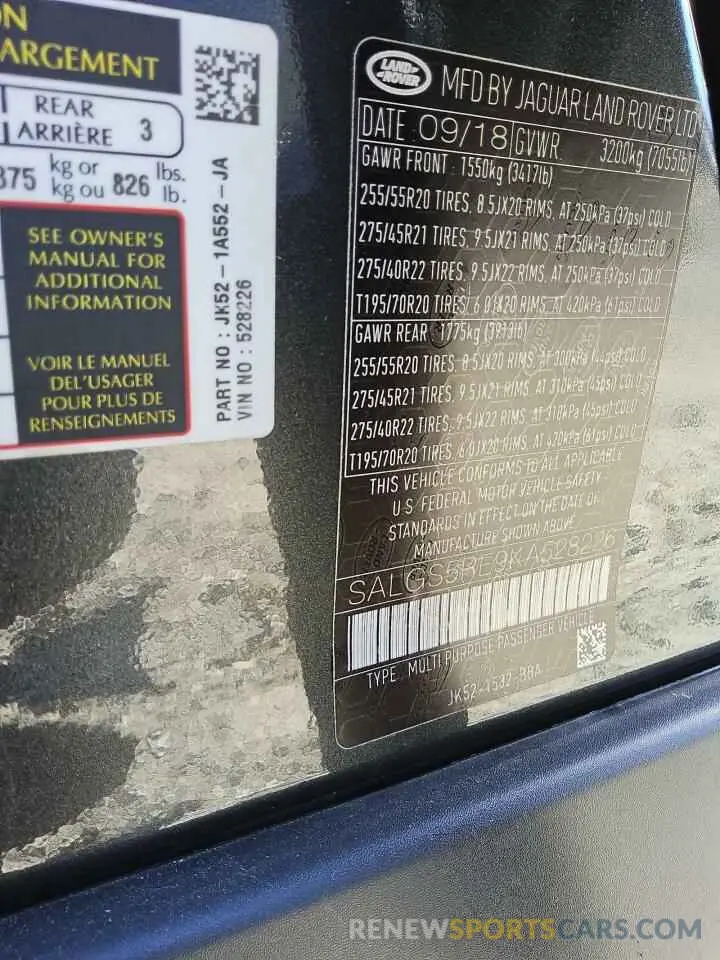 ON
ARGEMENT
REAR
ARRIÈRE 3
375 kg or 826 lbs.
kg ou lb.
SEE OWNER'S
MANUAL FOR
ADDITIONAL
INFORMATION
VOIR LE MANUEL
DEL'USAGER
POUR PLUS DE
RENSEIGNEMENTS
PART NO : JK52-1A552-JA
VIN NO : 528226
LAND ROVER
MFD BY JAGUAR LAND ROVER LTD
DATE : 09/18 GVWR 3200kg (7055lb)
GAWR FRONT : 1550kg (3417lb)
255/55R20 TIRES, 8.5JX20 RIMS, AT 250kPa (37psi) COLD
275/45R21 TIRES, 9.5JX21 RIMS, AT 250kPa (37psi) COLD
275/40R22 TIRES, 9.5JX22 RIMS, AT 250kPa (37psi) COLD
T195/70R20 TIRES, 6.0JX20 RIMS, AT 420kPa (61psi) COLD
GAWR REAR : 1775kg (3913lb)
255/55R20 TIRES, 8.5JX20 RIMS, AT 300kPa (44psi) COLD
275/45R21 TIRES, 9.5JX21 RIMS, AT 310kPa (45psi) COLD
275/40R22 TIRES, 9.5JX22 RIMS, AT 310kPa (45psi) COLD
T195/70R20 TIRES, 6.0JX20 RIMS, AT 420kPa (61psi) COLD
THIS VEHICLE CONFORMS TO ALL APPLICABLE
U.S. FEDERAL MOTOR VEHICLE SAFETY
STANDARDS IN EFFECT ON THE DATE OF
MANUFACTURE SHOWN ABOVE
SALGS5RE9KA528226
TYPE : MULTI PURPOSE PASSENGER VEHICLE
RENEWSPORTSCARS.COM